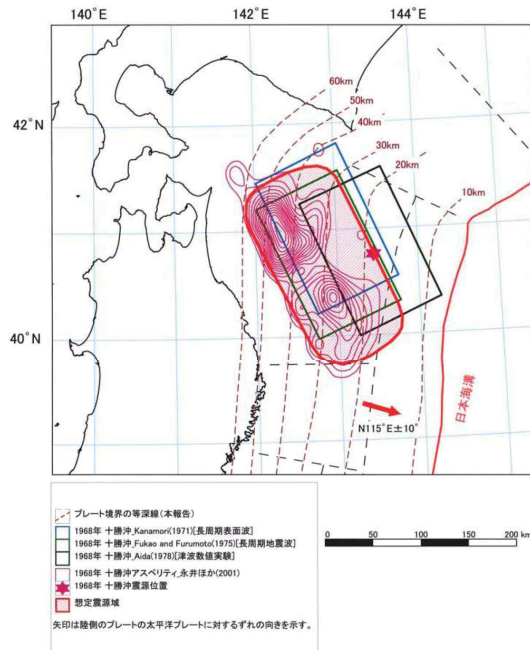 140°E
142°E
144°E
60km
50km
42°N
40km
30km
20km
10km
40°N
日本海溝
N115°E±10°
プレート境界の等深線(本報告)
1968年 十勝沖_Kanamori(1971)[長周期表面波]
1968年 十勝沖_Fukao and Furumoto(1975)[長周期地震波]
1968年 十勝沖_Aida(1978)[津波数値実験]
1968年 十勝沖アスペリティ_永井ほか(2001)
1968年 十勝沖震源位置
想定震源域
矢印は陸側のプレートの太平洋プレートに対するずれの向きを示す。
0 50 100 150 200 km